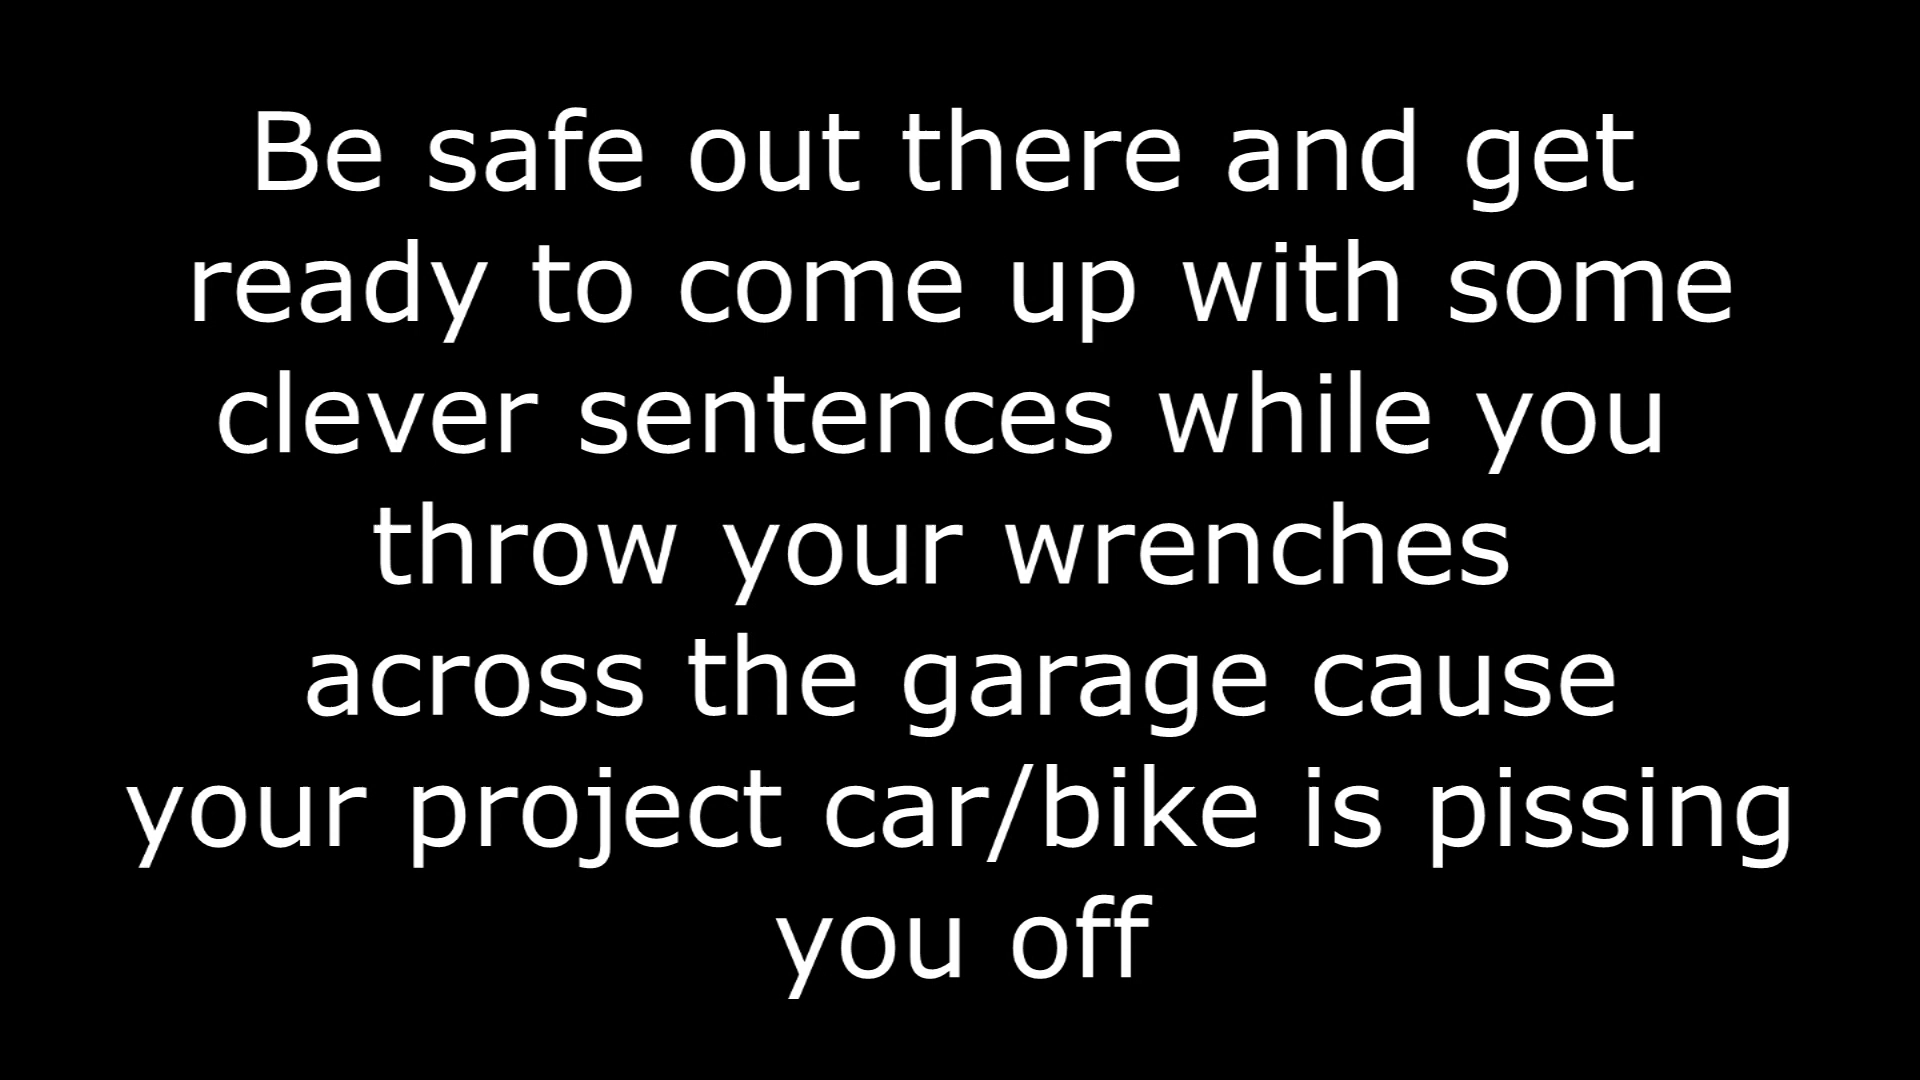 Be safe out there and get
ready to come up with some
clever sentences while you
throw your wrenches
across the garage cause
your project car/bike is pissing
you off